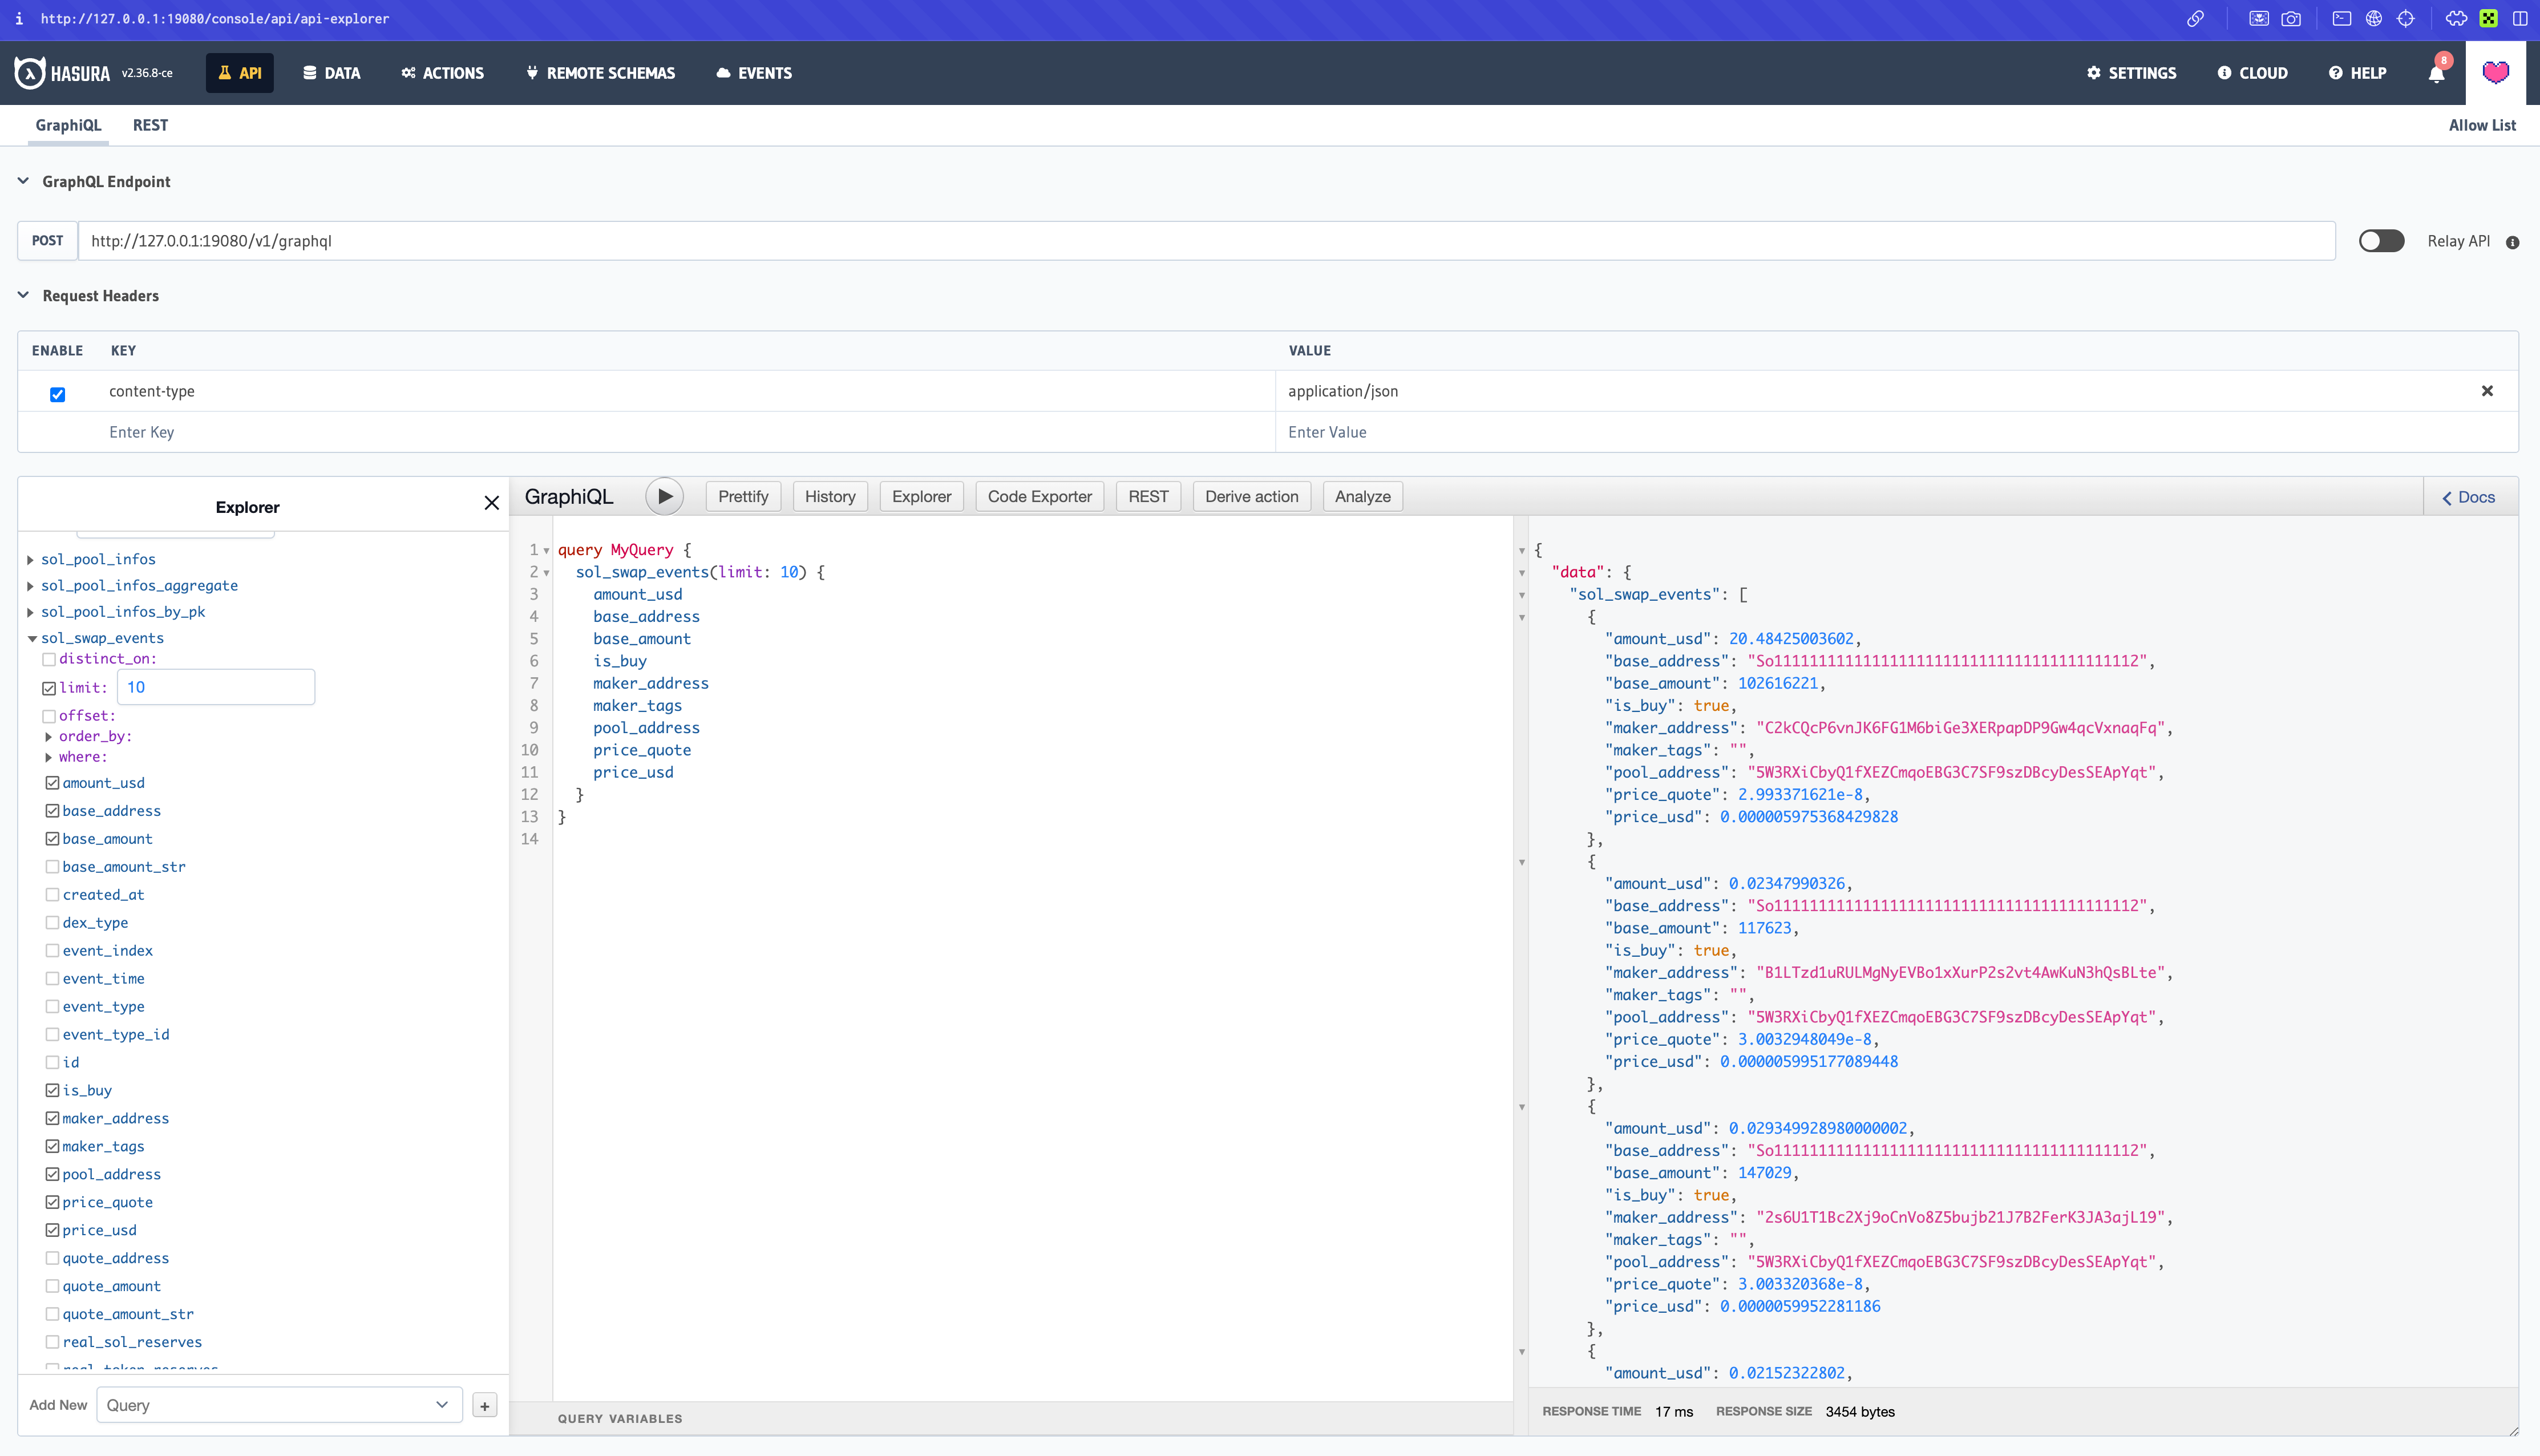 http://127.0.0.1:19080/console/api/api-explorer
HASURA v2.36.8-ce API DATA ACTIONS REMOTE SCHEMAS EVENTS SETTINGS CLOUD HELP 8
GraphiQL REST Allow List
GraphQL Endpoint
POST http://127.0.0.1:19080/v1/graphql Relay API
Request Headers
ENABLE KEY VALUE
content-type application/json
Enter Key Enter Value
Explorer
sol_pool_infos
sol_pool_infos_aggregate
sol_pool_infos_by_pk
sol_swap_events
distinct_on:
limit: 10
offset:
order_by:
where:
amount_usd
base_address
base_amount
base_amount_str
created_at
dex_type
event_index
event_time
event_type
event_type_id
id
is_buy
maker_address
maker_tags
pool_address
price_quote
price_usd
quote_address
quote_amount
quote_amount_str
real_sol_reserves
Add New Query +
GraphiQL Prettify History Explorer Code Exporter REST Derive action Analyze Docs
1 query MyQuery {
2 sol_swap_events(limit: 10) {
3 amount_usd
4 base_address
5 base_amount
6 is_buy
7 maker_address
8 maker_tags
9 pool_address
10 price_quote
11 price_usd
12 }
13 }
14
QUERY VARIABLES
{
"data": {
"sol_swap_events": [
{
"amount_usd": 20.48425003602,
"base_address": "So11111111111111111111111111111111111111112",
"base_amount": 102616221,
"is_buy": true,
"maker_address": "C2kCQcP6vnJK6FG1M6biGe3XERpapDP9Gw4qcVxnaqFq",
"maker_tags": "",
"pool_address": "5W3RXiCbyQ1fXEZCmqoEBG3C7SF9szDBcyDesSEApYqt",
"price_quote": 2.993371621e-8,
"price_usd": 0.000005975368429828
},
{
"amount_usd": 0.02347990326,
"base_address": "So11111111111111111111111111111111111111112",
"base_amount": 117623,
"is_buy": true,
"maker_address": "B1LTzd1uRULMgNyEVBo1xXurP2s2vt4AwKuN3hQsBLte",
"maker_tags": "",
"pool_address": "5W3RXiCbyQ1fXEZCmqoEBG3C7SF9szDBcyDesSEApYqt",
"price_quote": 3.0032948049e-8,
"price_usd": 0.000005995177089448
},
{
"amount_usd": 0.029349928980000002,
"base_address": "So11111111111111111111111111111111111111112",
"base_amount": 147029,
"is_buy": true,
"maker_address": "2s6U1T1Bc2Xj9oCnVo8Z5bujb21J7B2FerK3JA3ajL19",
"maker_tags": "",
"pool_address": "5W3RXiCbyQ1fXEZCmqoEBG3C7SF9szDBcyDesSEApYqt",
"price_quote": 3.003320368e-8,
"price_usd": 0.0000059952281186
},
{
"amount_usd": 0.02152322802,
RESPONSE TIME 17 ms RESPONSE SIZE 3454 bytes